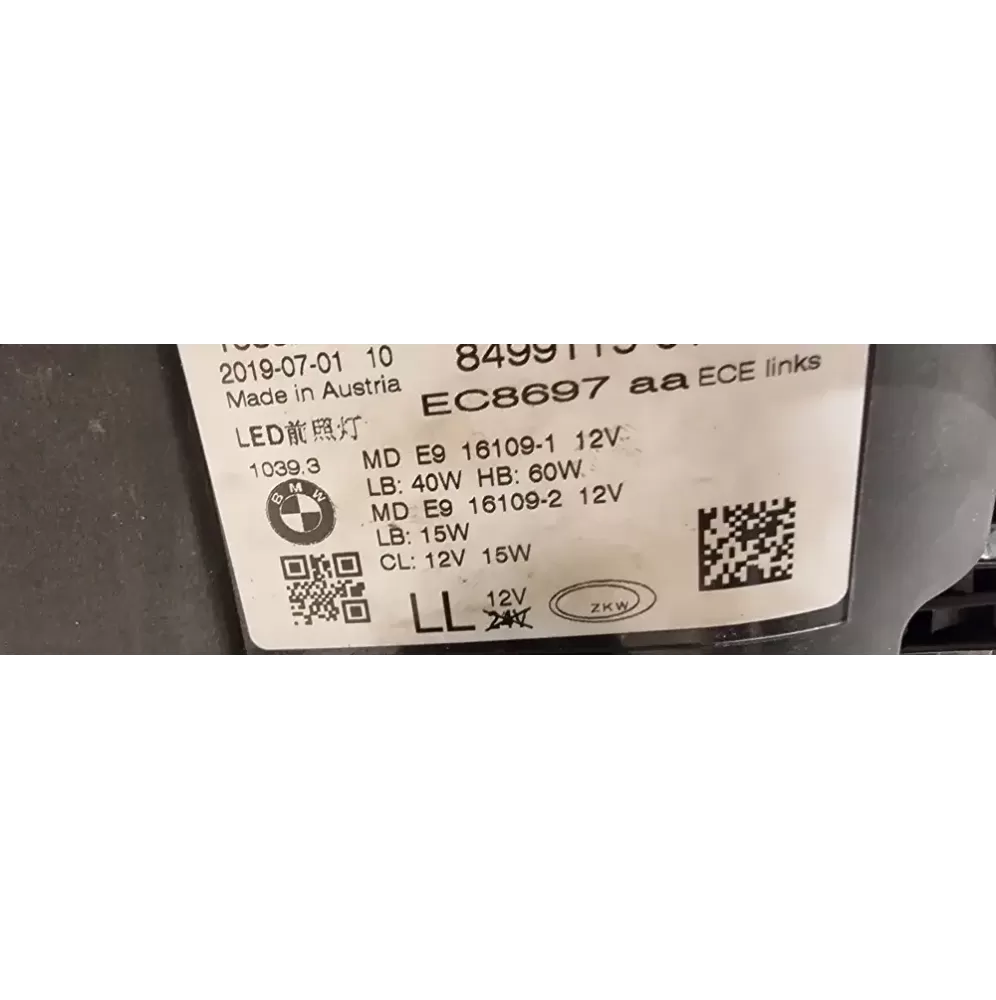 2019-07-01 10
Made in Austria
EC8697 aa ECE links
LED前照灯
1039.3
MD E9 16109-1 12V
LB: 40W HB: 60W
MD E9 16109-2 12V
LB: 15W
CL: 12V 15W
BMW
LL 12V
24V
ZKW